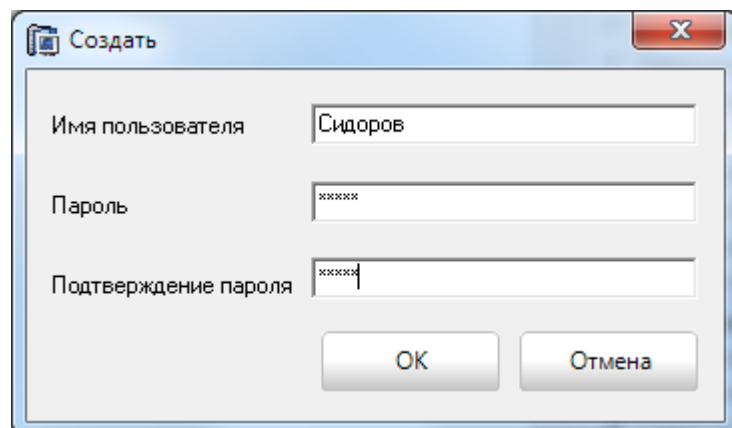 Создать
Имя пользователя Сидоров
Пароль *****
Подтверждение пароля *****
OK Отмена